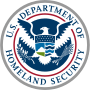 U.S. DEPARTMENT OF
HOMELAND SECURITY